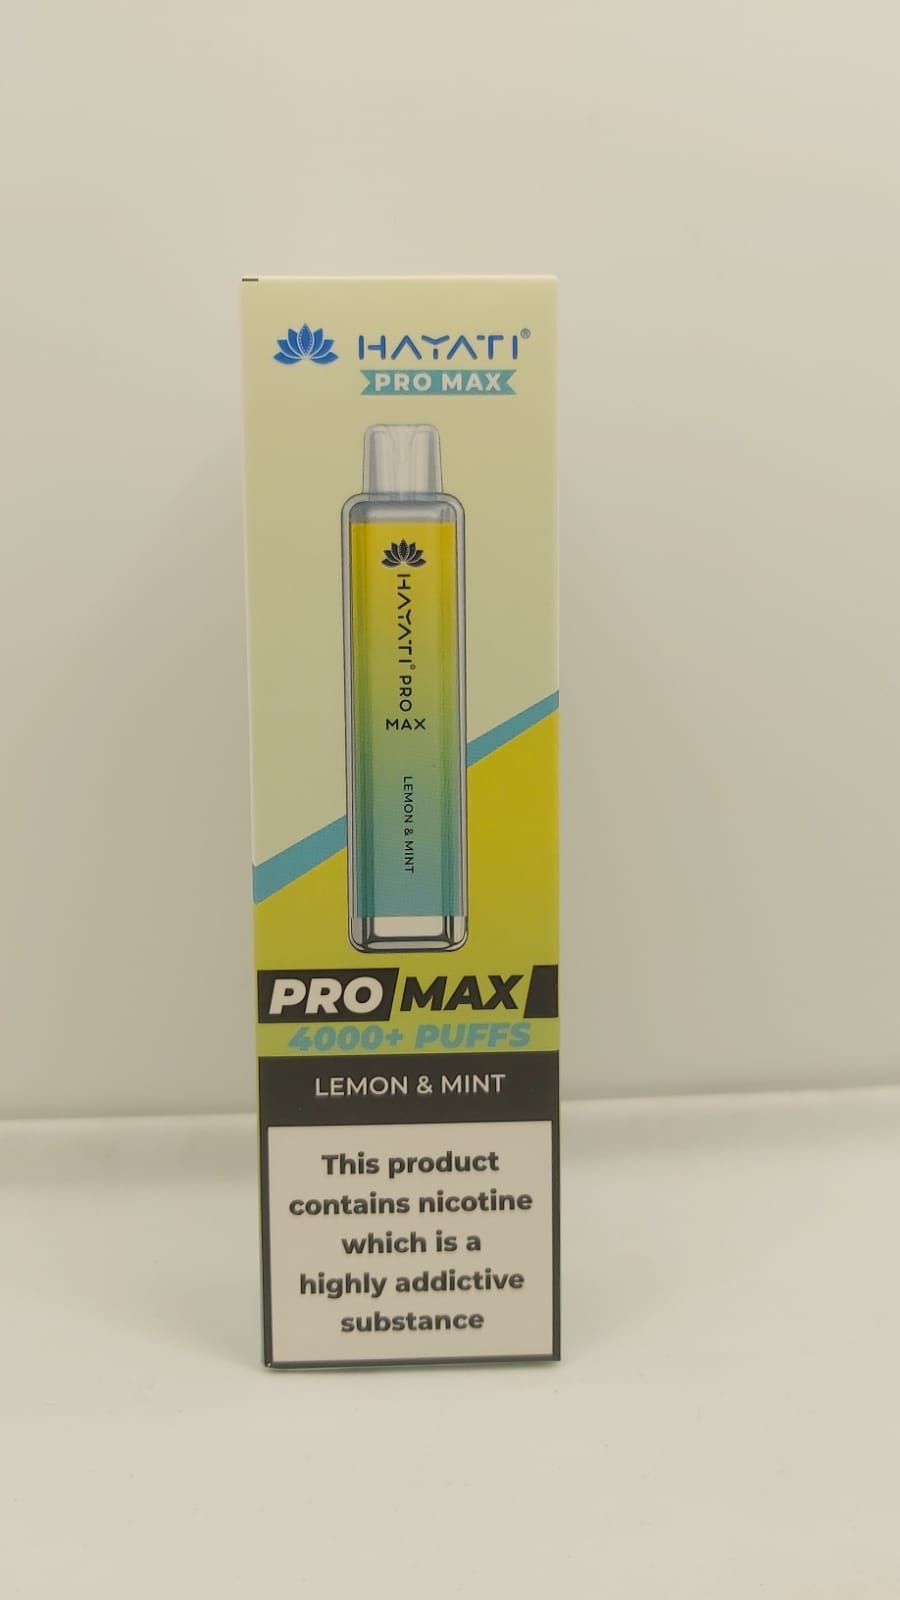 HAYATI®
PRO MAX
HAYATI® PRO
MAX
LEMON & MINT
PRO MAX
4000+ PUFFS
LEMON & MINT
This product
contains nicotine
which is a
highly addictive
substance